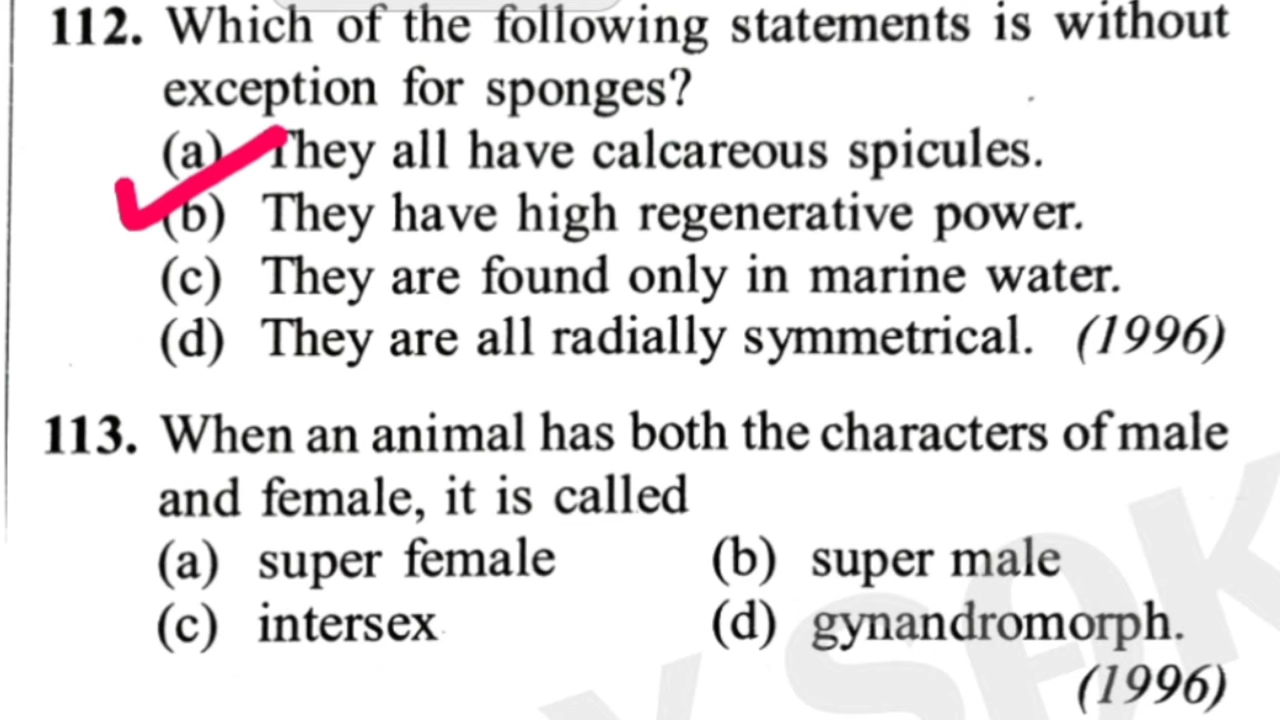 112. Which of the following statements is without
exception for sponges?
(a) They all have calcareous spicules.
(b) They have high regenerative power.
(c) They are found only in marine water.
(d) They are all radially symmetrical. (1996)
113. When an animal has both the characters of male
and female, it is called
(a) super female (b) super male
(c) intersex (d) gynandromorph.
(1996)